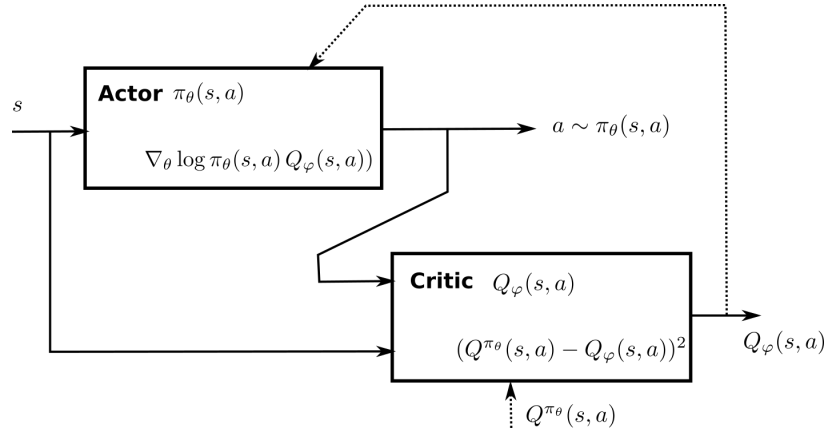 s
Actor π_θ(s, a)
a ∼ π_θ(s, a)
∇_θ log π_θ(s, a) Q_φ(s, a))
Critic Q_φ(s, a)
(Q^{π_θ}(s, a) − Q_φ(s, a))^2
Q_φ(s, a)
Q^{π_θ}(s, a)